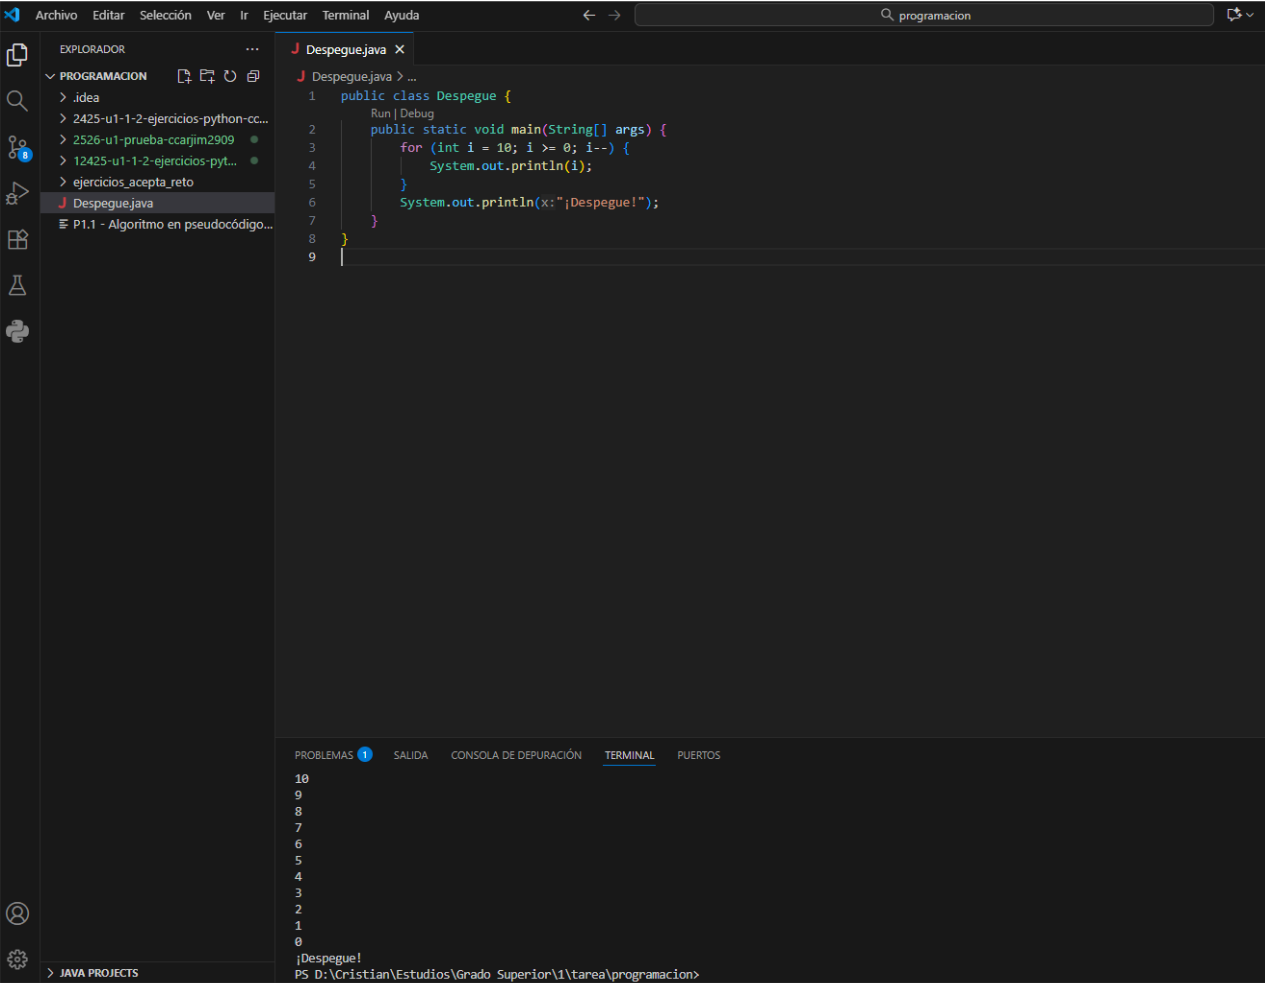 Archivo Editar Selección Ver Ir Ejecutar Terminal Ayuda
programacion
EXPLORADOR
PROGRAMACION
.idea
2425-u1-1-2-ejercicios-python-cc...
2526-u1-prueba-ccarjim2909
12425-u1-1-2-ejercicios-pyt...
ejercicios_acepta_reto
J Despegue.java
P1.1 - Algoritmo en pseudocódigo...
8
JAVA PROJECTS
J Despegue.java
J Despegue.java > ...
1 public class Despegue {
Run | Debug
2 public static void main(String[] args) {
3 for (int i = 10; i >= 0; i--) {
4 System.out.println(i);
5 }
6 System.out.println(x:"¡Despegue!");
7 }
8 }
9
PROBLEMAS 1 SALIDA CONSOLA DE DEPURACIÓN TERMINAL PUERTOS
10
9
8
7
6
5
4
3
2
1
0
¡Despegue!
PS D:\Cristian\Estudios\Grado Superior\1\tarea\programacion>